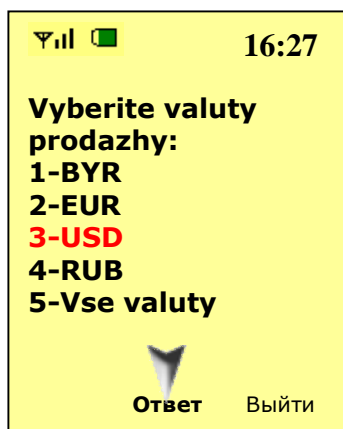 16:27
Vyberite valuty
prodazhy:
1-BYR
2-EUR
3-USD
4-RUB
5-Vse valuty
Ответ Выйти